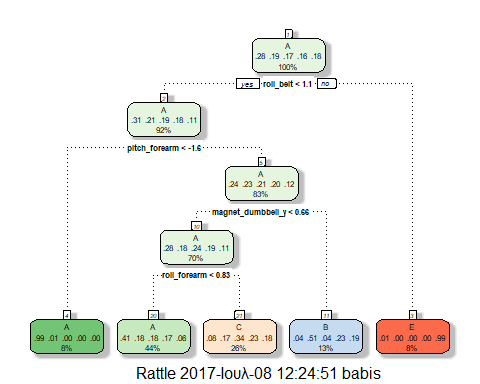 1
A
.28 .19 .17 .16 .18
100%
yes roll_belt < 1.1 no
2
A
.31 .21 .19 .18 .11
92%
pitch_forearm < -1.6
5
A
.24 .23 .21 .20 .12
83%
magnet_dumbbell_y < 0.66
10
A
.28 .18 .24 .19 .11
70%
roll_forearm < 0.83
4
A
.99 .01 .00 .00 .00
8%
20
A
.41 .18 .18 .17 .06
44%
21
C
.08 .17 .34 .23 .18
26%
11
B
.04 .51 .04 .23 .19
13%
3
E
.01 .00 .00 .00 .99
8%
Rattle 2017-Ιουλ-08 12:24:51 babis